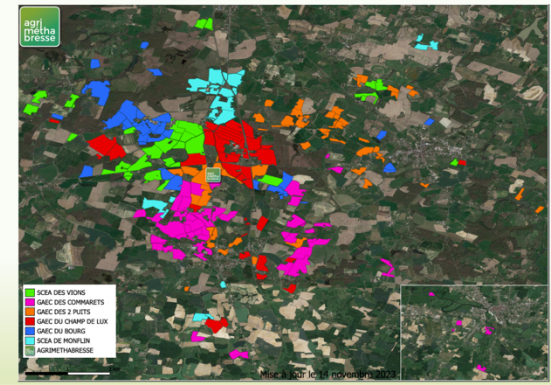 agri
metha
bresse
SCEA DES VIONS
GAEC DES COMMARETS
GAEC DES 2 PUITS
GAEC DU CHAMP DE LUX
GAEC DU BOURG
SCEA DE MONFLIN
AGRIMETHABRESSE
Mise à jour le 14 novembre 2023